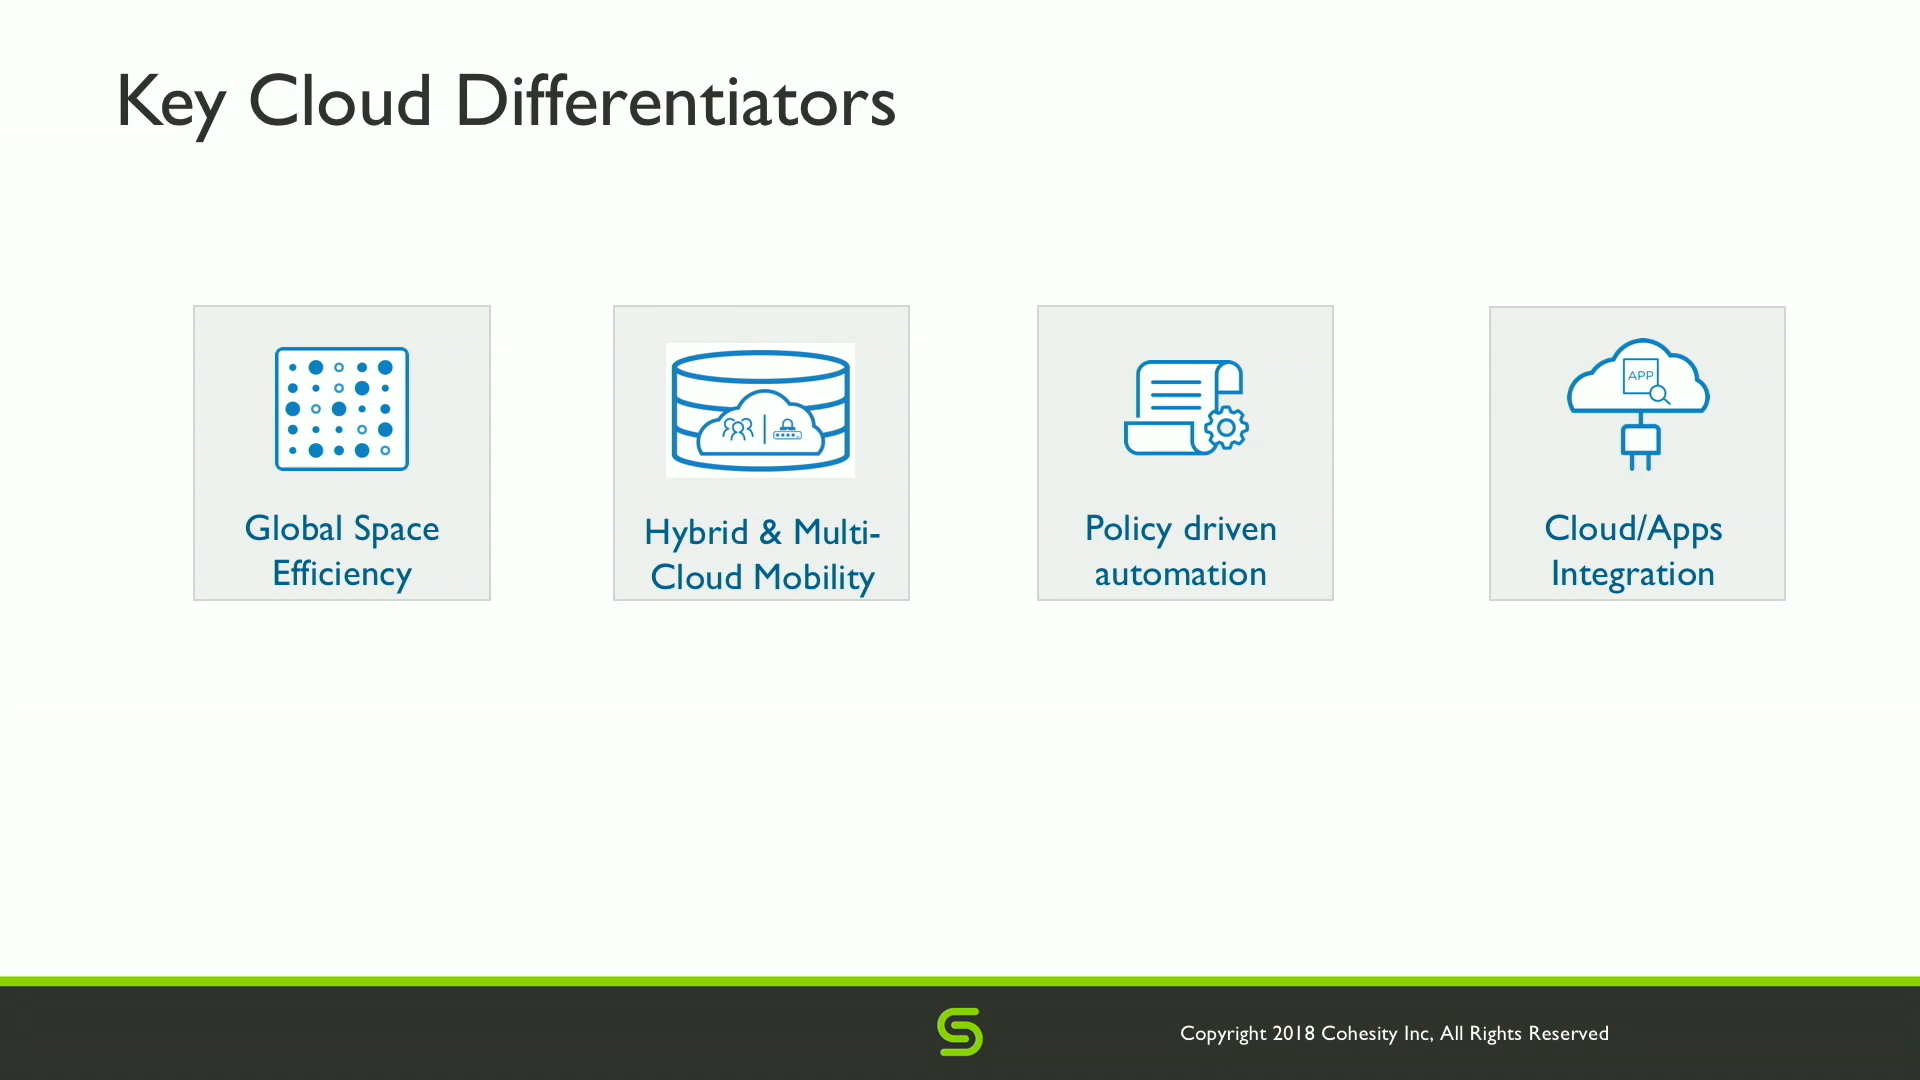 Key Cloud Differentiators
APP
Global Space
Efficiency
Hybrid & Multi-
Cloud Mobility
Policy driven
automation
Cloud/Apps
Integration
Copyright 2018 Cohesity Inc, All Rights Reserved